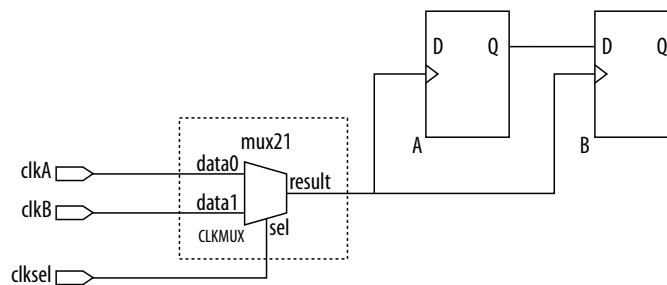 D Q
D Q
A
B
mux21
clkA
data0
result
clkB
data1
sel
CLKMUX
clksel